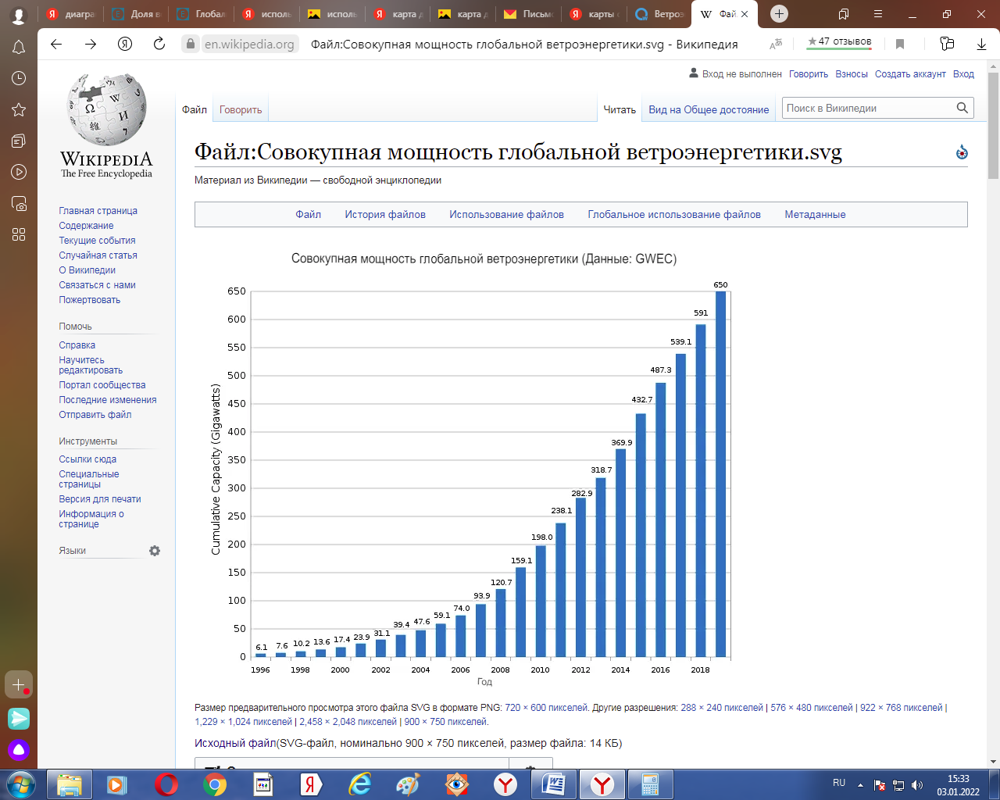 диагра
Доля в
Глобал
исполь
исполь
карта д
карта д
Письмо
карты
Ветроэ
Фай
en.wikipedia.org
Файл:Совокупная мощность глобальной ветроэнергетики.svg - Википедия
47 отзывов
Вход не выполнен Говорить Взносы Создать аккаунт Вход
Файл Говорить Читать Вид на Общее достояние Поиск в Википедии
WIKIPEDIA
The Free Encyclopedia
Главная страница
Содержание
Текущие события
Случайная статья
О Википедии
Связаться с нами
Пожертвовать
Помочь
Справка
Научитесь
редактировать
Портал сообщества
Последние изменения
Отправить файл
Инструменты
Ссылки сюда
Специальные
страницы
Версия для печати
Информация о
странице
Языки
Файл:Совокупная мощность глобальной ветроэнергетики.svg
Материал из Википедии — свободной энциклопедии
Файл История файлов Использование файлов Глобальное использование файлов Метаданные
Совокупная мощность глобальной ветроэнергетики (Данные: GWEC)
Cumulative Capacity (Gigawatts)
650
600
550
500
450
400
350
300
250
200
150
100
50
0
6.1 7.6 10.2 13.6 17.4 23.9 31.1 39.4 47.6 59.1 74.0 93.9 120.7 159.1 198.0 238.1 282.9 318.7 369.9 432.7 487.3 539.1 591 650
1996 1998 2000 2002 2004 2006 2008 2010 2012 2014 2016 2018
Год
Размер предварительного просмотра этого файла SVG в формате PNG: 720 × 600 пикселей. Другие разрешения: 288 × 240 пикселей | 576 × 480 пикселей | 922 × 768 пикселей |
1,229 × 1,024 пикселей | 2,458 × 2,048 пикселей | 900 × 750 пикселей.
Исходный файл(SVG-файл, номинально 900 × 750 пикселей, размер файла: 14 КБ)
RU
15:33
03.01.2022